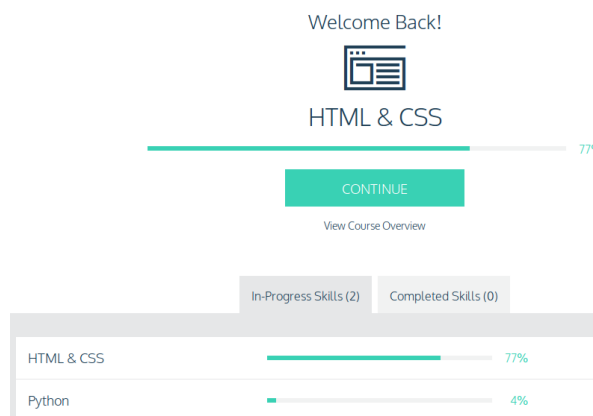 Welcome Back!
HTML & CSS
77%
CONTINUE
View Course Overview
In-Progress Skills (2) Completed Skills (0)
HTML & CSS 77%
Python 4%